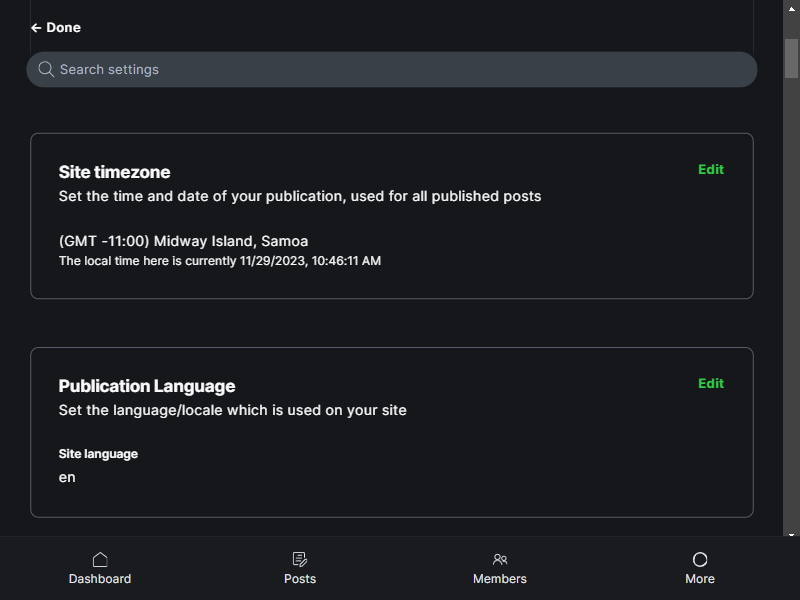 ← Done
Search settings
Site timezone
Edit
Set the time and date of your publication, used for all published posts
(GMT -11:00) Midway Island, Samoa
The local time here is currently 11/29/2023, 10:46:11 AM
Publication Language
Edit
Set the language/locale which is used on your site
Site language
en
Dashboard
Posts
Members
More